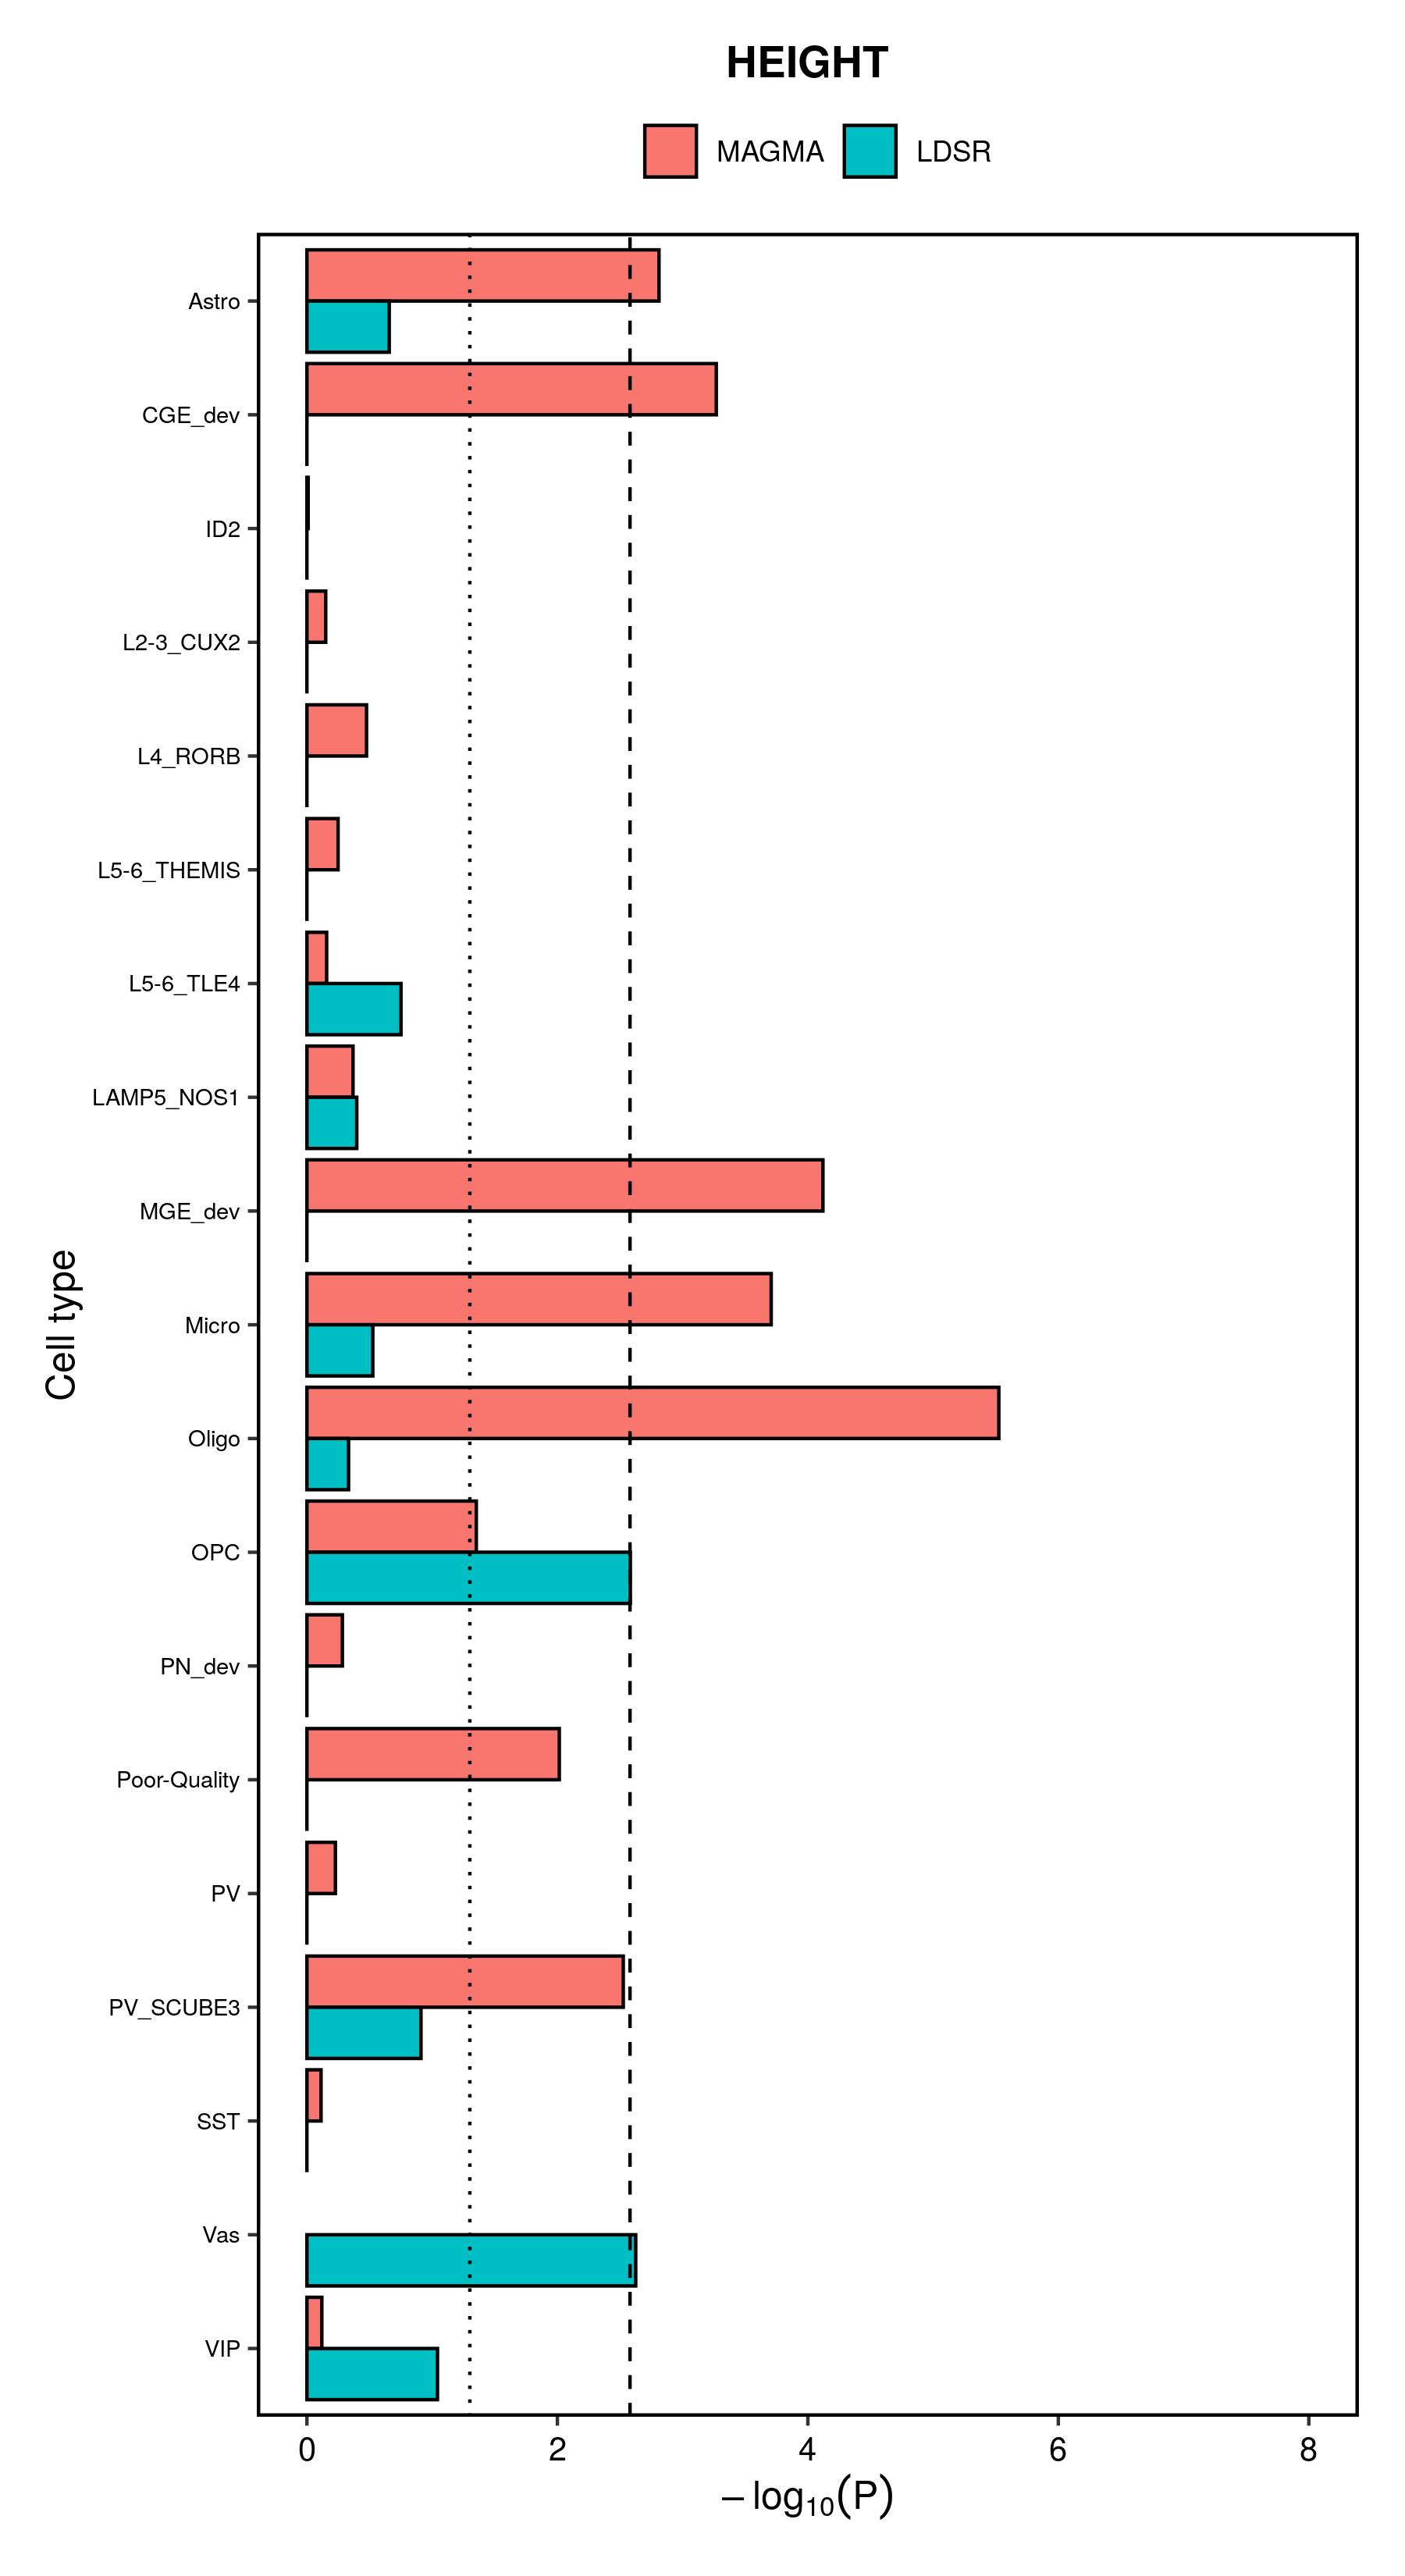 HEIGHT
MAGMA LDSR
Astro
CGE_dev
ID2
L2-3_CUX2
L4_RORB
L5-6_THEMIS
L5-6_TLE4
LAMP5_NOS1
MGE_dev
Micro
Oligo
OPC
PN_dev
Poor-Quality
PV
PV_SCUBE3
SST
Vas
VIP
Cell type
0 2 4 6 8
− log10(P)